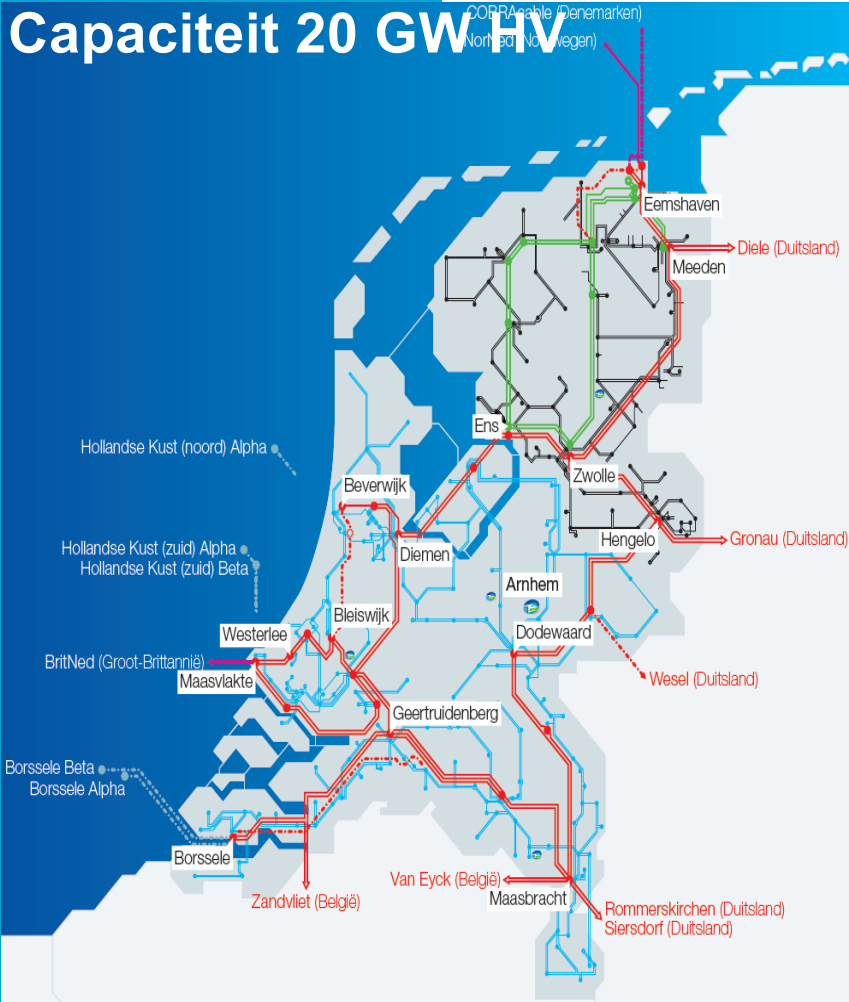 Capaciteit 20 GW HV
COBRAcable (Denemarken)
NorNed (Noorwegen)
Eemshaven
Diele (Duitsland)
Meeden
Ens
Hollandse Kust (noord) Alpha
Zwolle
Beverwijk
Hengelo
Gronau (Duitsland)
Diemen
Hollandse Kust (zuid) Alpha
Hollandse Kust (zuid) Beta
Arnhem
Bleiswijk
Westerlee
Dodewaard
BritNed (Groot-Brittannië)
Maasvlakte
Wesel (Duitsland)
Geertruidenberg
Borssele Beta
Borssele Alpha
Borssele
Van Eyck (België)
Maasbracht
Zandvliet (België)
Rommerskirchen (Duitsland)
Siersdorf (Duitsland)